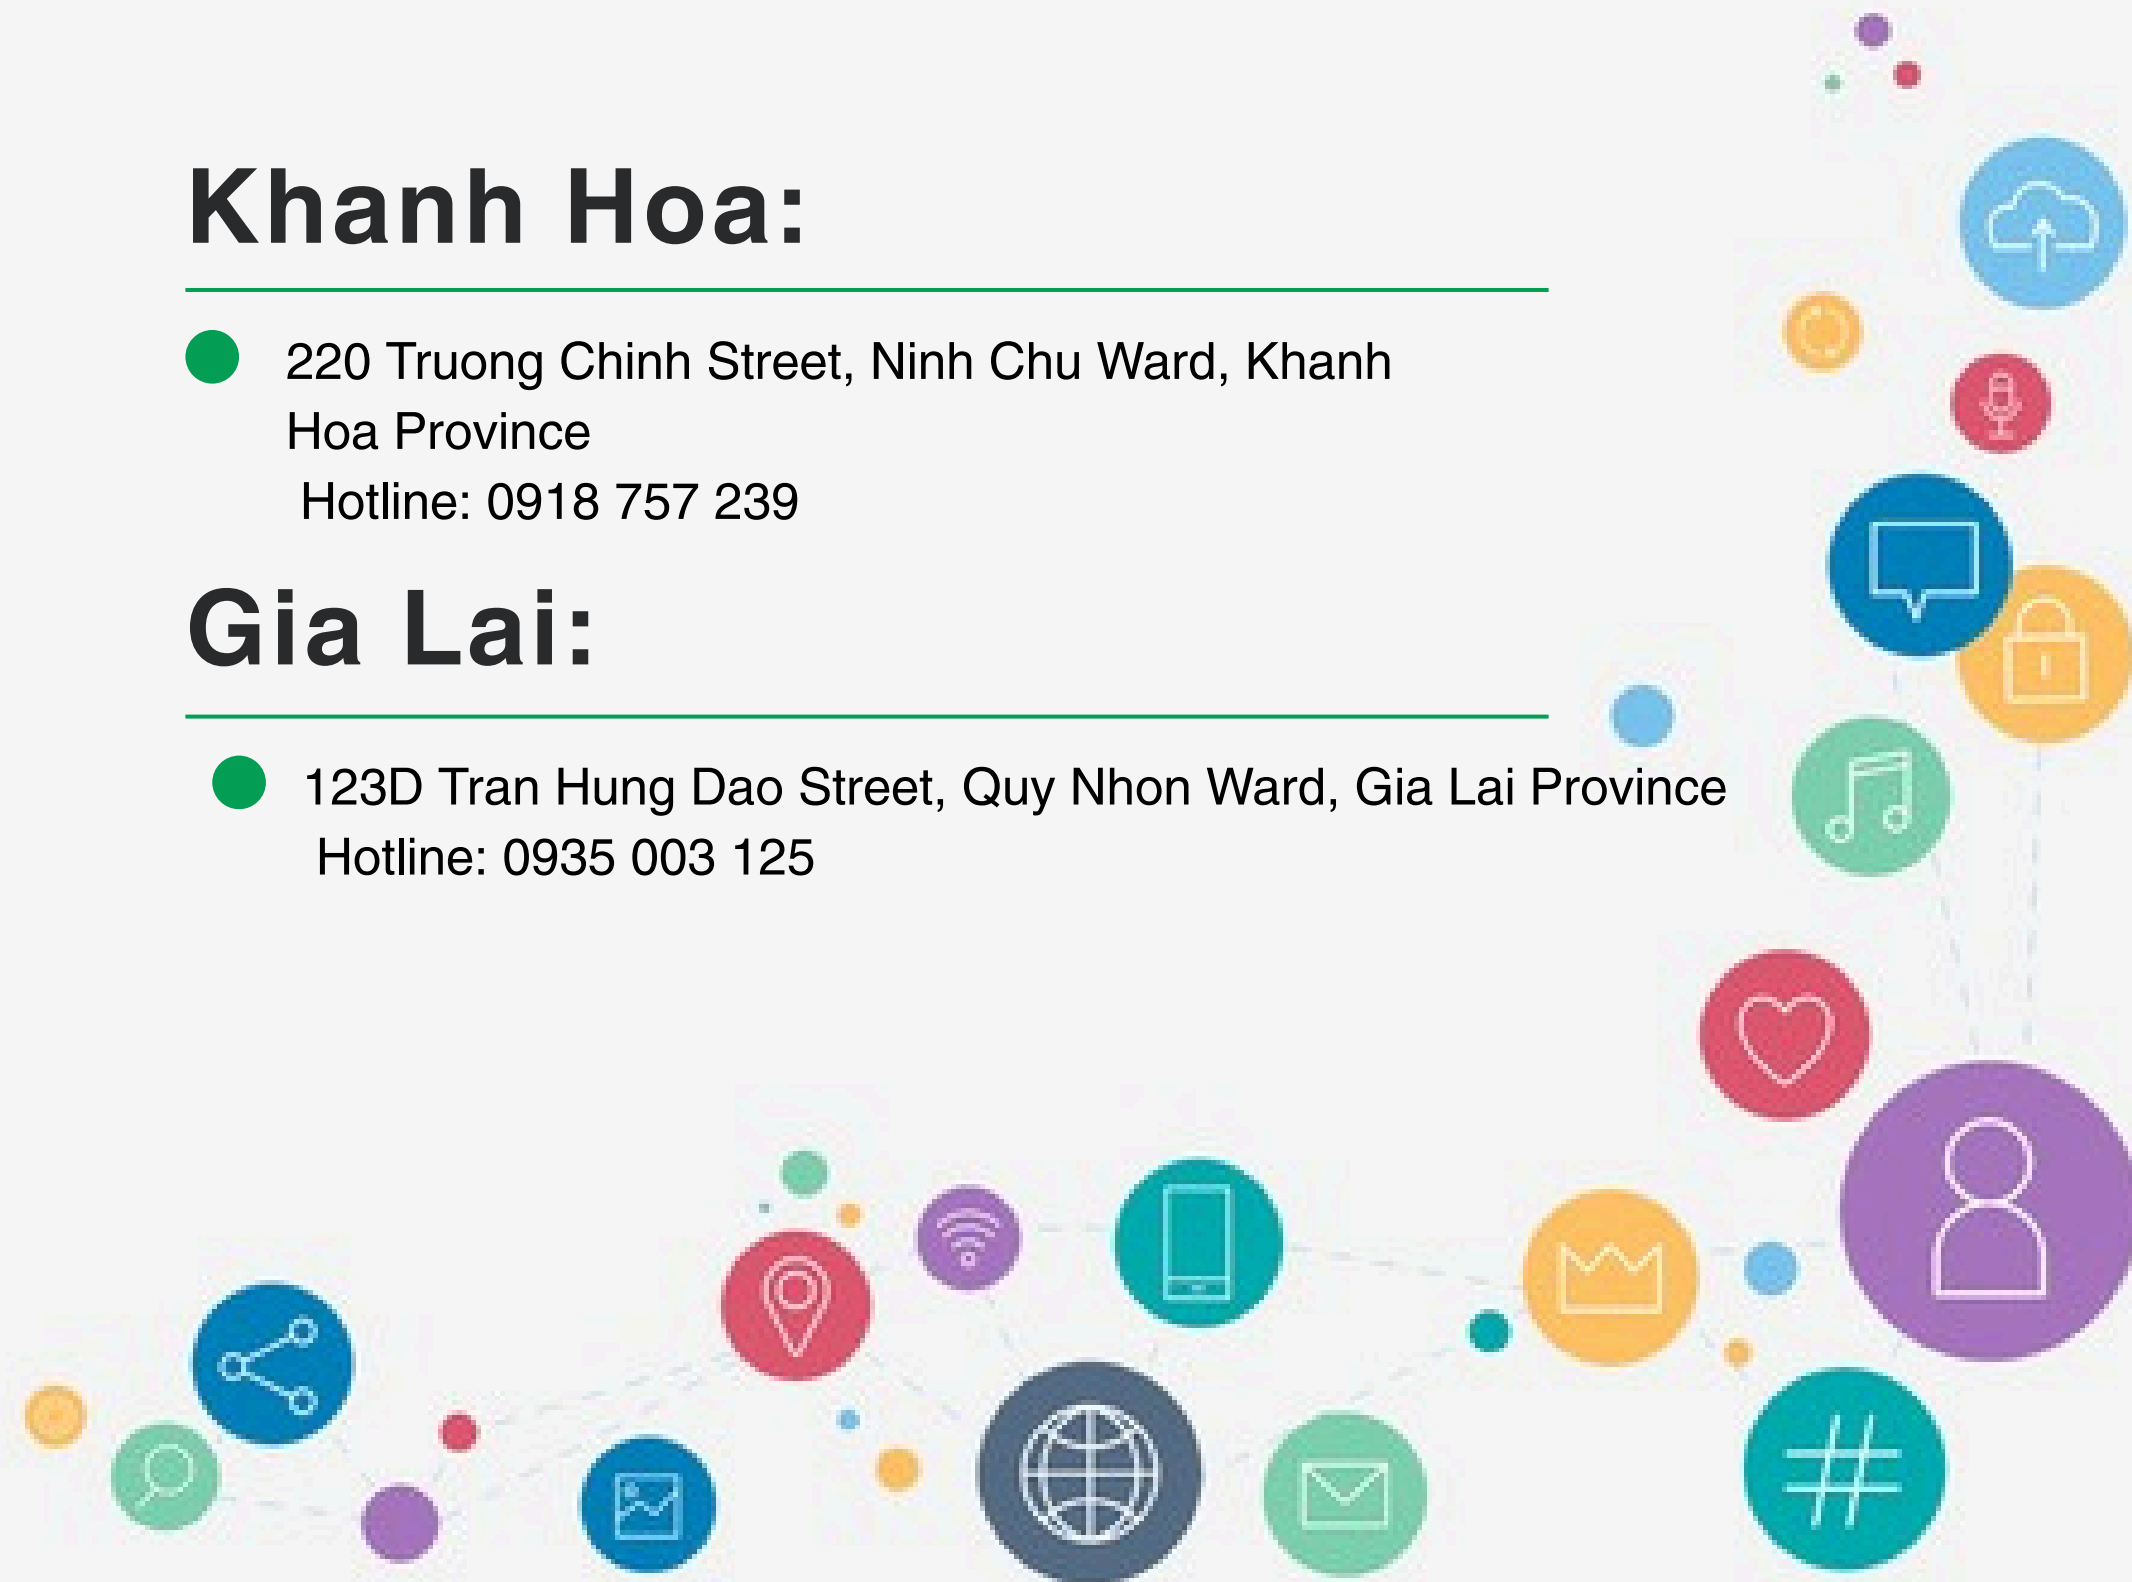 Khanh Hoa:
220 Truong Chinh Street, Ninh Chu Ward, Khanh
Hoa Province
Hotline: 0918 757 239
Gia Lai:
123D Tran Hung Dao Street, Quy Nhon Ward, Gia Lai Province
Hotline: 0935 003 125